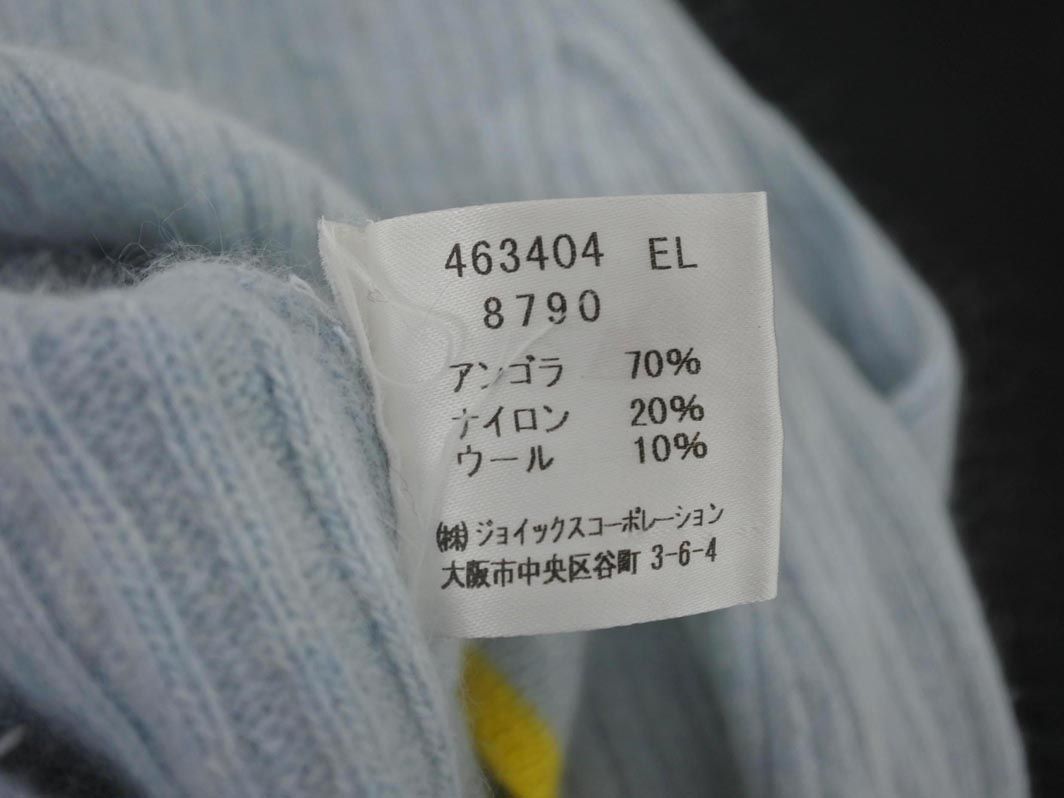 463404 EL
8790
アンゴラ 70%
ナイロン 20%
ウール 10%
㈱ジョイックスコーポレーション
大阪市中央区谷町 3-6-4